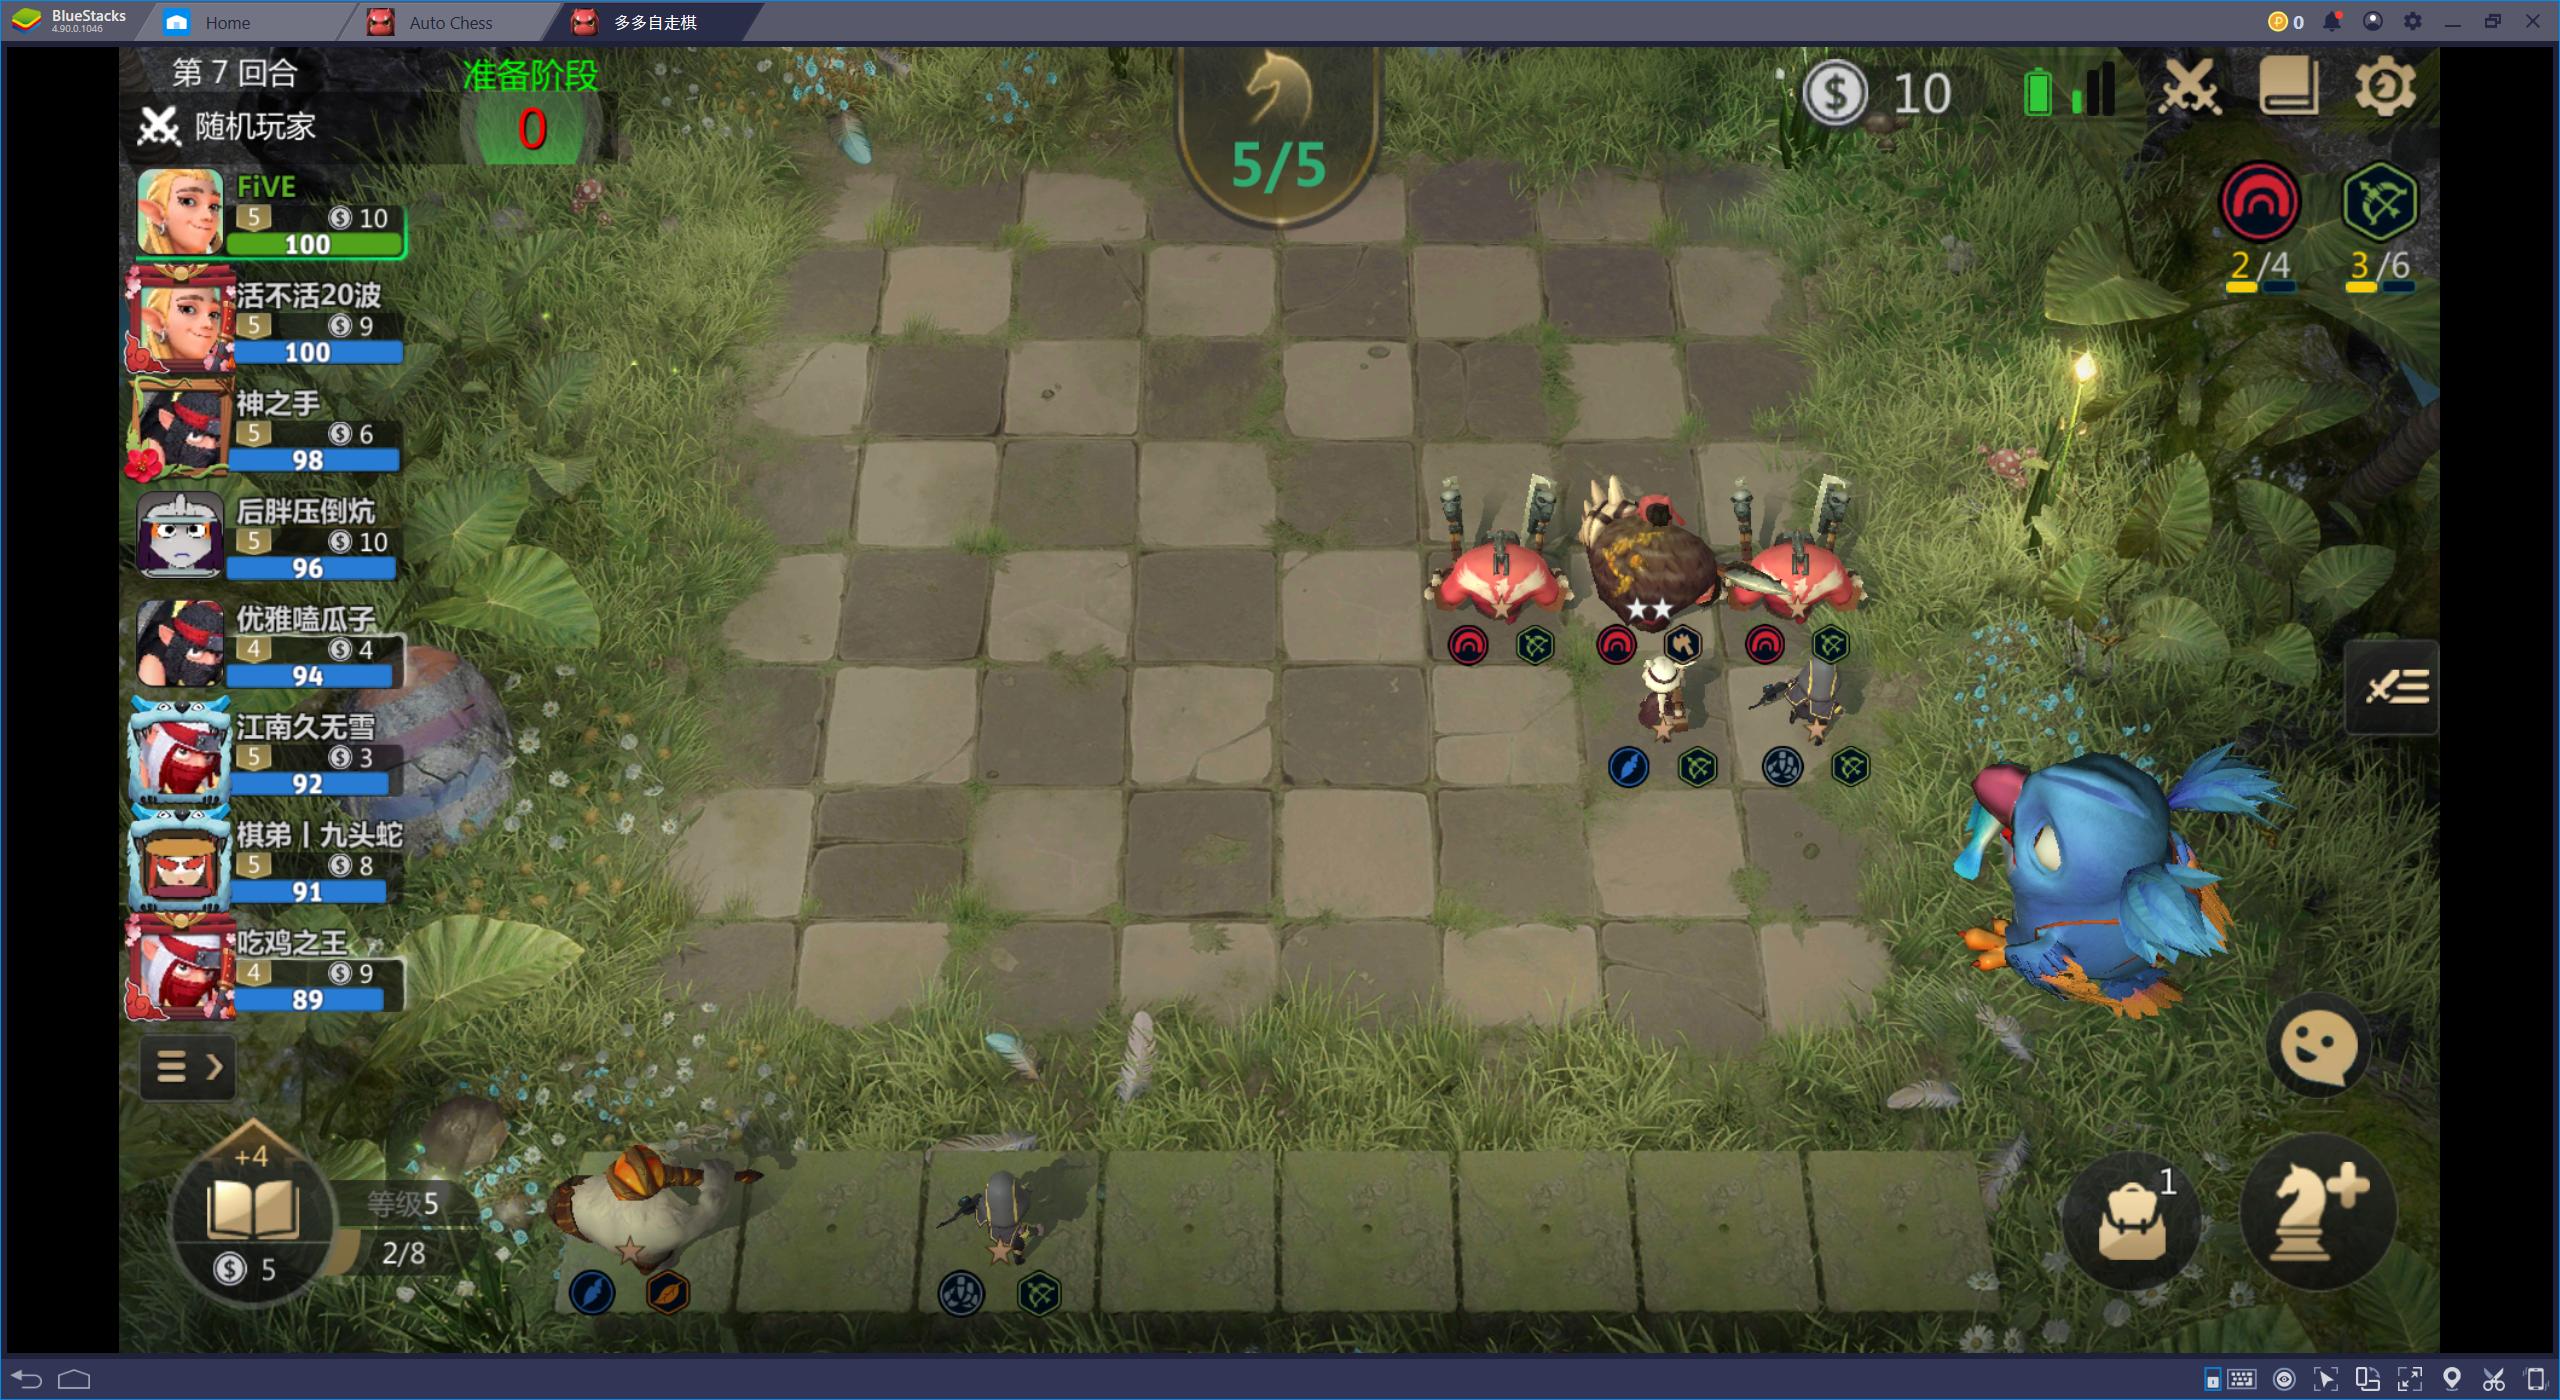 BlueStacks
4.90.0.1046
Home
Auto Chess
多多自走棋
0
第 7 回合
准备阶段
随机玩家
0
5/5
10
2/4
3/6
FiVE
5 10
100
活不活20波
5 9
100
神之手
5 6
98
后胖压倒炕
5 10
96
优雅嗑瓜子
4 4
94
江南久无雪
5 3
92
棋弟丨九头蛇
5 8
91
吃鸡之王
4 9
89
+4
等级5
2/8
5
1